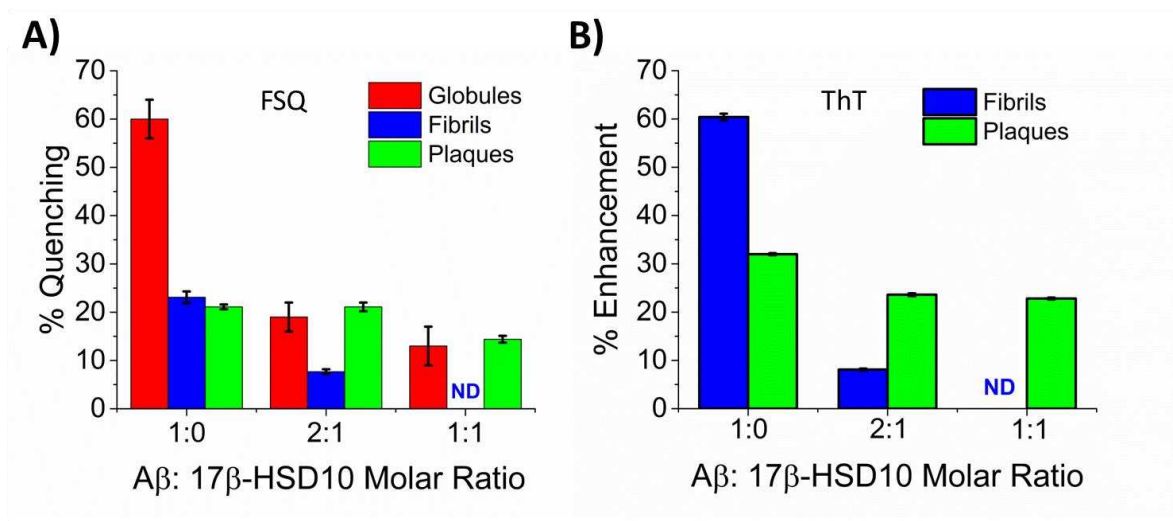 A)
FSQ
Globules
Fibrils
Plaques
% Quenching
70
60
50
40
30
20
10
0
ND
1:0 2:1 1:1
Aβ: 17β-HSD10 Molar Ratio
B)
ThT
Fibrils
Plaques
% Enhancement
70
60
50
40
30
20
10
0
ND
1:0 2:1 1:1
Aβ: 17β-HSD10 Molar Ratio